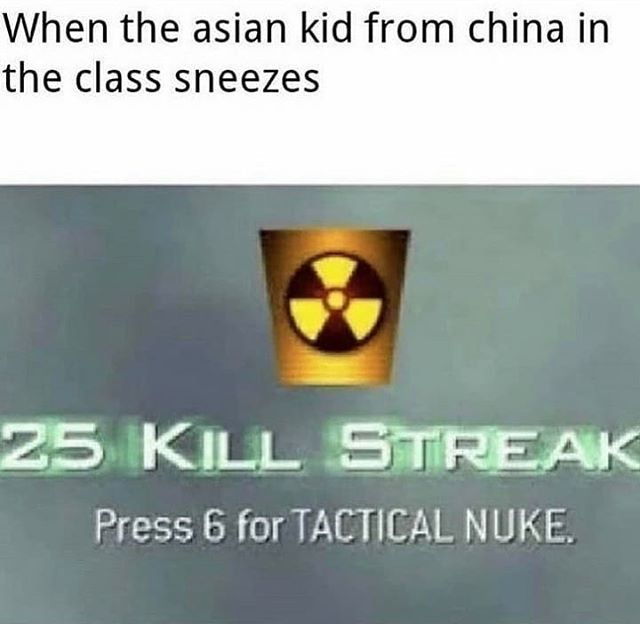 When the asian kid from china in
the class sneezes
25 KILL STREAK
Press 6 for TACTICAL NUKE.